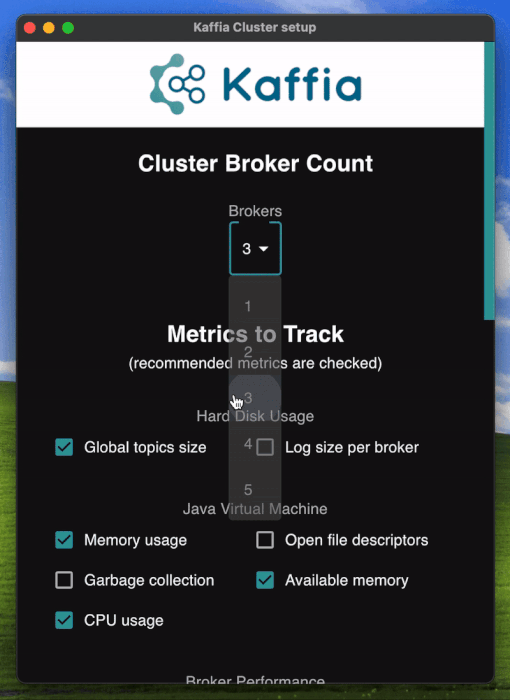 Kaffia Cluster setup
Kaffia
Cluster Broker Count
Brokers
3
1
Metrics to Track
2
(recommended metrics are checked)
3
Hard Disk Usage
Global topics size
4
Log size per broker
5
Java Virtual Machine
Memory usage
Open file descriptors
Garbage collection
Available memory
CPU usage
Broker Performance